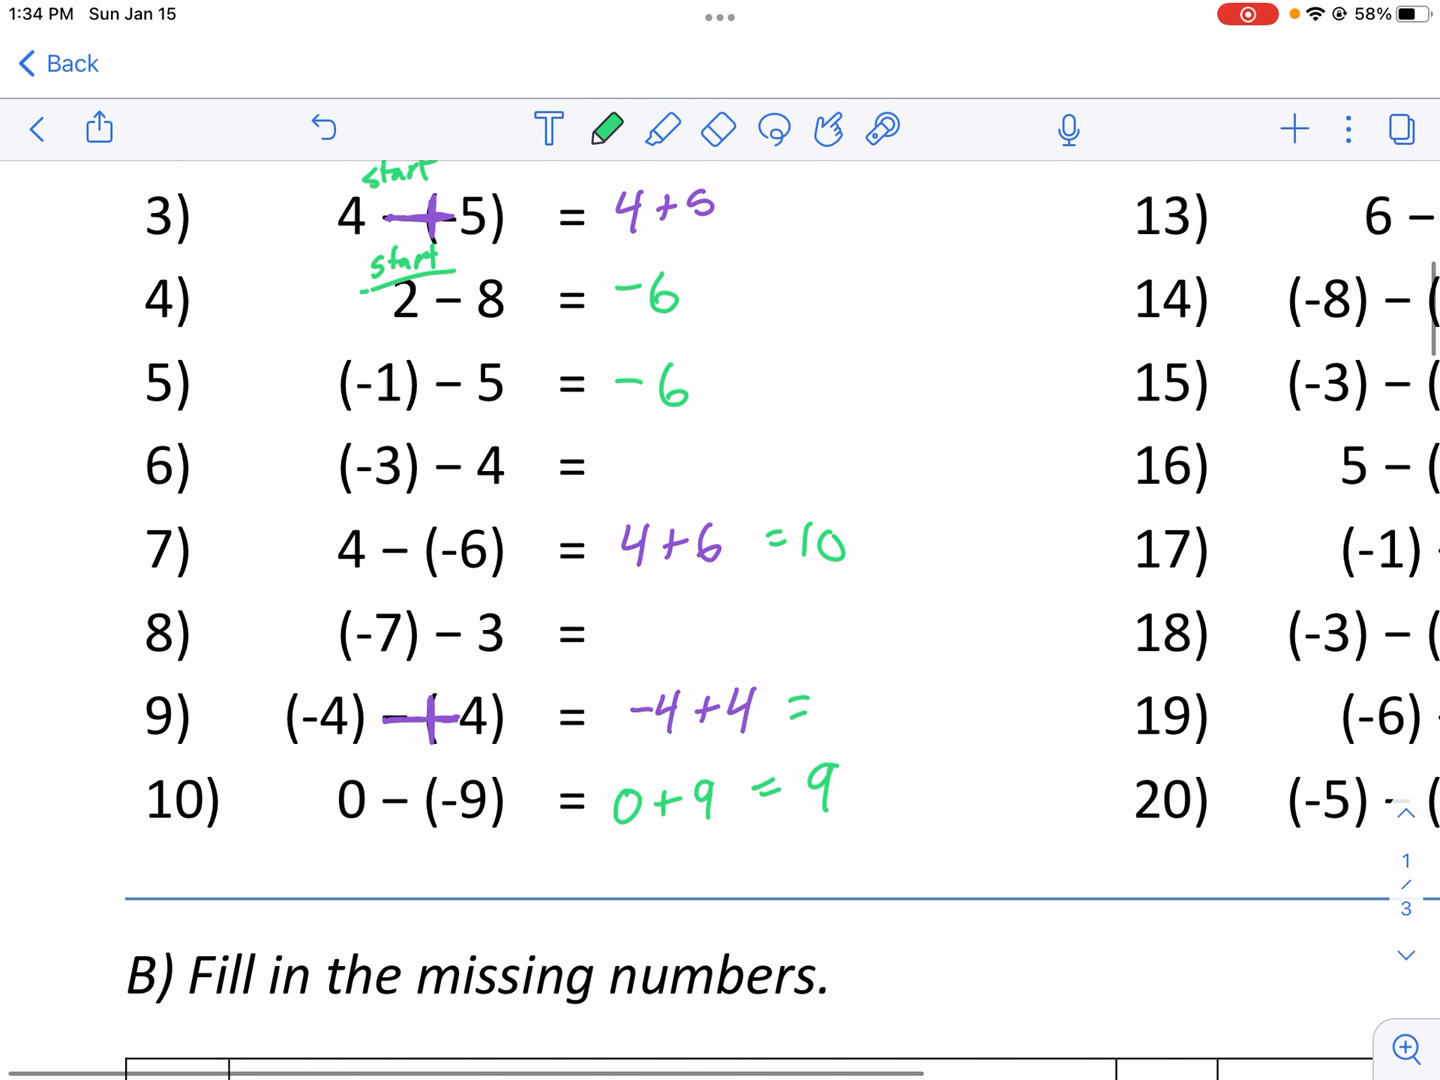 1:34 PM Sun Jan 15
58%
Back
T
start
3) 4 –(-5) = 4+5
13) 6 –
start
4) 2 – 8 = -6
14) (-8) – (
5) (-1) – 5 = -6
15) (-3) – (
6) (-3) – 4 =
16) 5 – (
7) 4 – (-6) = 4+6 =10
17) (-1)
8) (-7) – 3 =
18) (-3) – (
9) (-4) –(-4) = -4+4 =
19) (-6)
10) 0 – (-9) = 0+9 = 9
20) (-5) – (
1
/
3
B) Fill in the missing numbers.